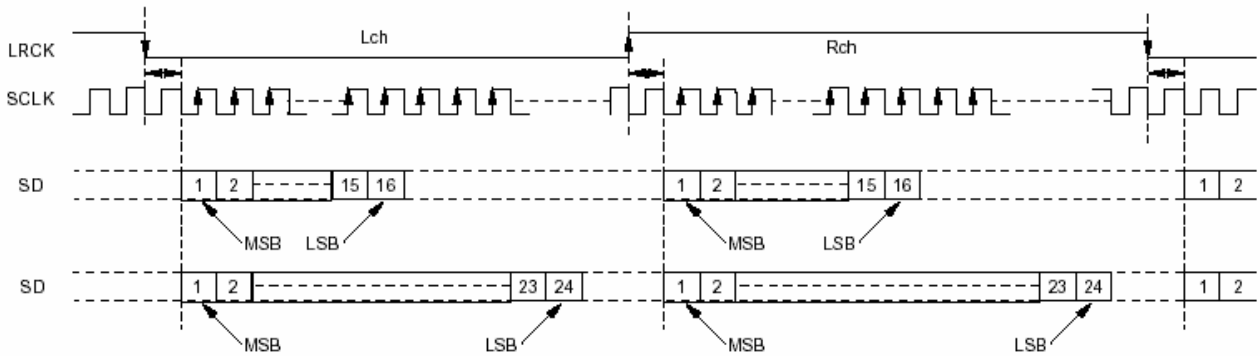 LRCK Lch Rch
SCLK
SD 1 2 15 16 1 2 15 16 1 2
MSB LSB MSB LSB
SD 1 2 23 24 1 2 23 24 1 2
MSB LSB MSB LSB